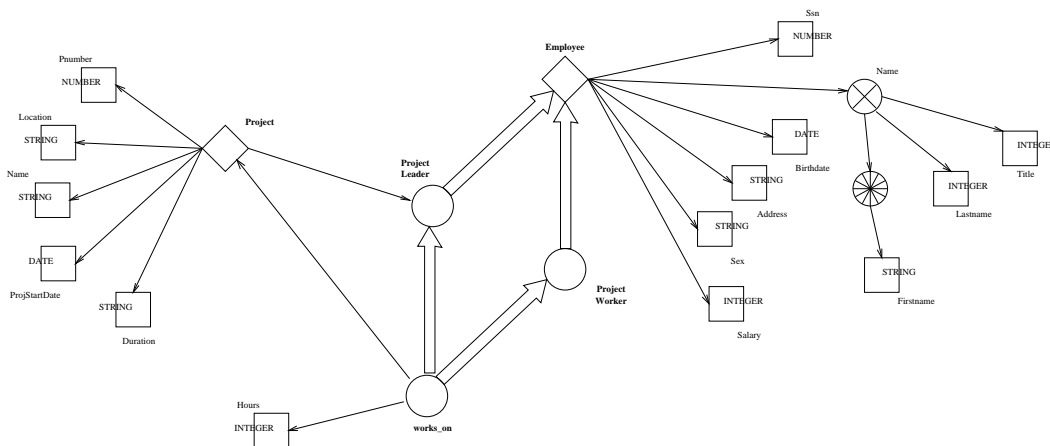 Ssn
NUMBER
Employee
Name
Pnumber
NUMBER
Location
STRING
Project
DATE
Birthdate
INTEGE
Title
Name
STRING
Project
Leader
STRING
Address
INTEGER
Lastname
STRING
Sex
DATE
ProjStartDate
STRING
Firstname
Project
Worker
STRING
Duration
INTEGER
Salary
Hours
INTEGER
works_on